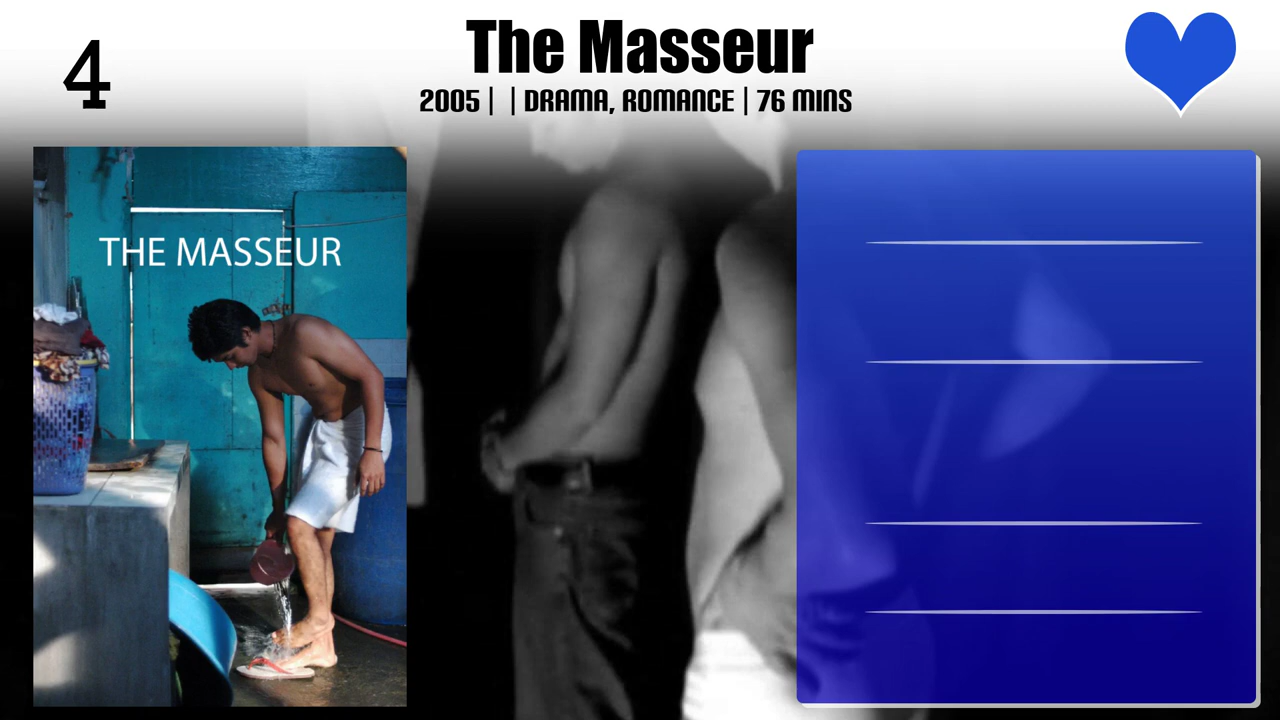 4
The Masseur
2005 | | DRAMA, ROMANCE | 76 MINS
THE MASSEUR